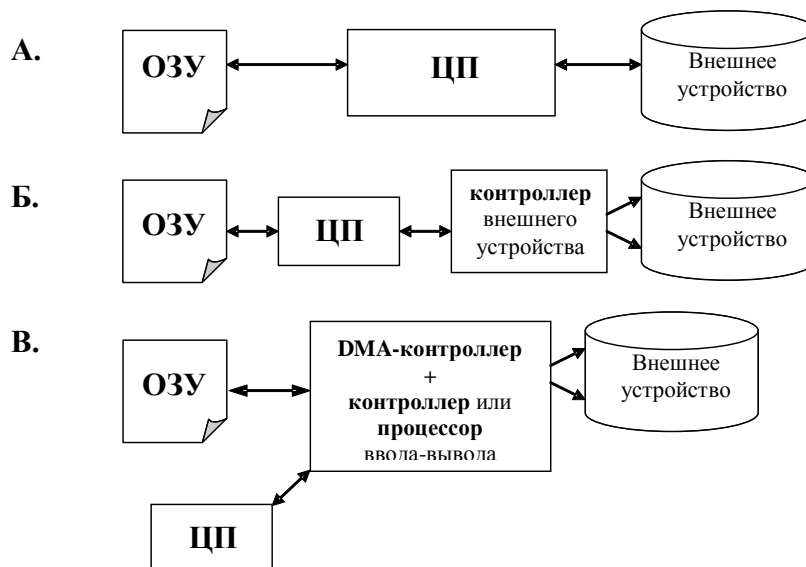 А.
ОЗУ
ЦП
Внешнее
устройство
Б.
ОЗУ
ЦП
контроллер
внешнего
устройства
Внешнее
устройство
В.
ОЗУ
DMA-контроллер
+
контроллер или
процессор
ввода-вывода
Внешнее
устройство
ЦП